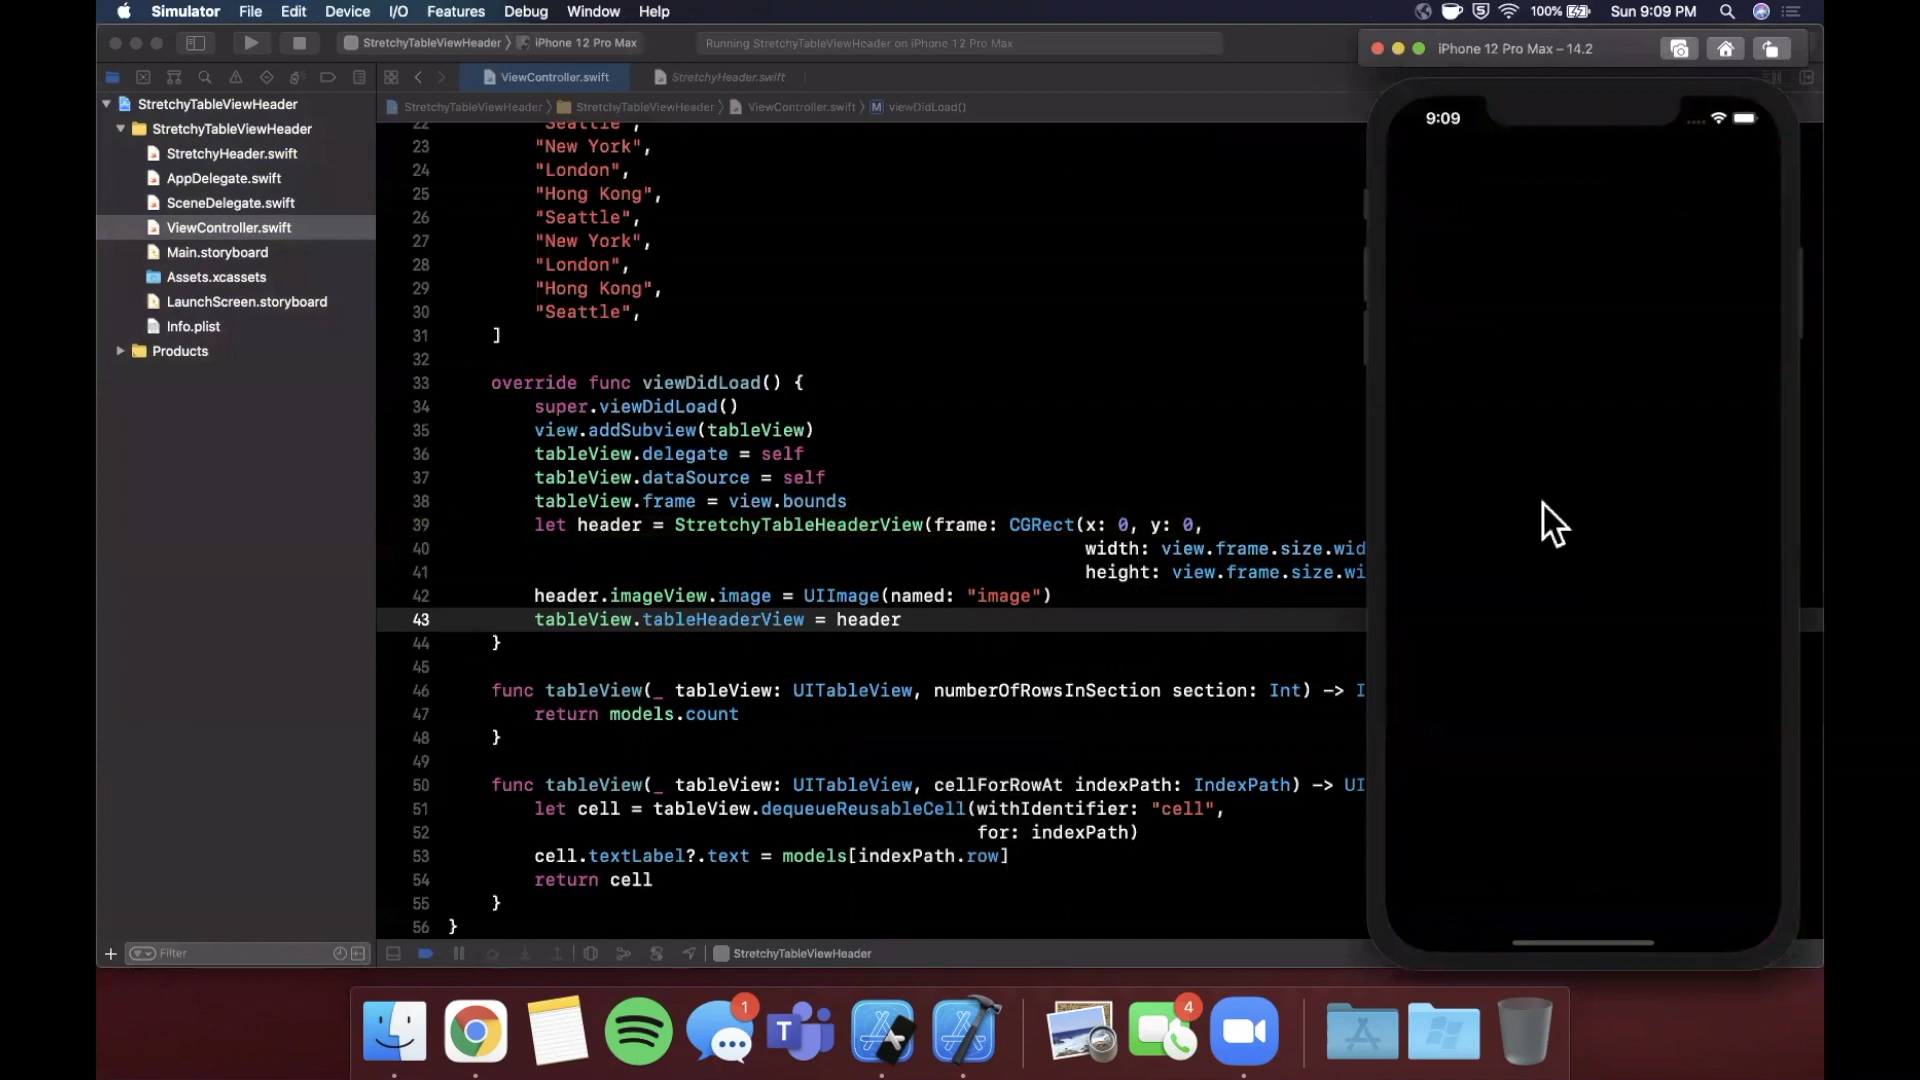 Simulator File Edit Device I/O Features Debug Window Help 100% Sun 9:09 PM
StretchyTableViewHeader iPhone 12 Pro Max Running StretchyTableViewHeader on iPhone 12 Pro Max
iPhone 12 Pro Max – 14.2
ViewController.swift StretchyHeader.swift
StretchyTableViewHeader StretchyTableViewHeader ViewController.swift M viewDidLoad()
StretchyTableViewHeader
StretchyTableViewHeader
StretchyHeader.swift
AppDelegate.swift
SceneDelegate.swift
ViewController.swift
Main.storyboard
Assets.xcassets
LaunchScreen.storyboard
Info.plist
Products
Filter
22 "Seattle",
23 "New York",
24 "London",
25 "Hong Kong",
26 "Seattle",
27 "New York",
28 "London",
29 "Hong Kong",
30 "Seattle",
31 ]
32
33 override func viewDidLoad() {
34 super.viewDidLoad()
35 view.addSubview(tableView)
36 tableView.delegate = self
37 tableView.dataSource = self
38 tableView.frame = view.bounds
39 let header = StretchyTableHeaderView(frame: CGRect(x: 0, y: 0,
40 width: view.frame.size.wid
41 height: view.frame.size.wi
42 header.imageView.image = UIImage(named: "image")
43 tableView.tableHeaderView = header
44 }
45
46 func tableView(_ tableView: UITableView, numberOfRowsInSection section: Int) -> I
47 return models.count
48 }
49
50 func tableView(_ tableView: UITableView, cellForRowAt indexPath: IndexPath) -> UI
51 let cell = tableView.dequeueReusableCell(withIdentifier: "cell",
52 for: indexPath)
53 cell.textLabel?.text = models[indexPath.row]
54 return cell
55 }
56 }
StretchyTableViewHeader
9:09
1
T
4